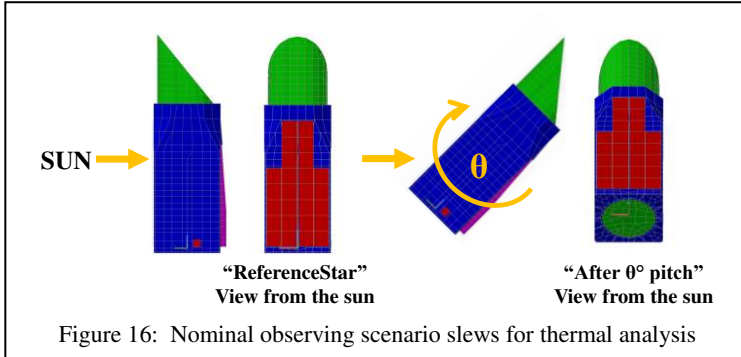 SUN
θ
“ReferenceStar”
View from the sun
“After θ° pitch”
View from the sun
Figure 16:  Nominal observing scenario slews for thermal analysis